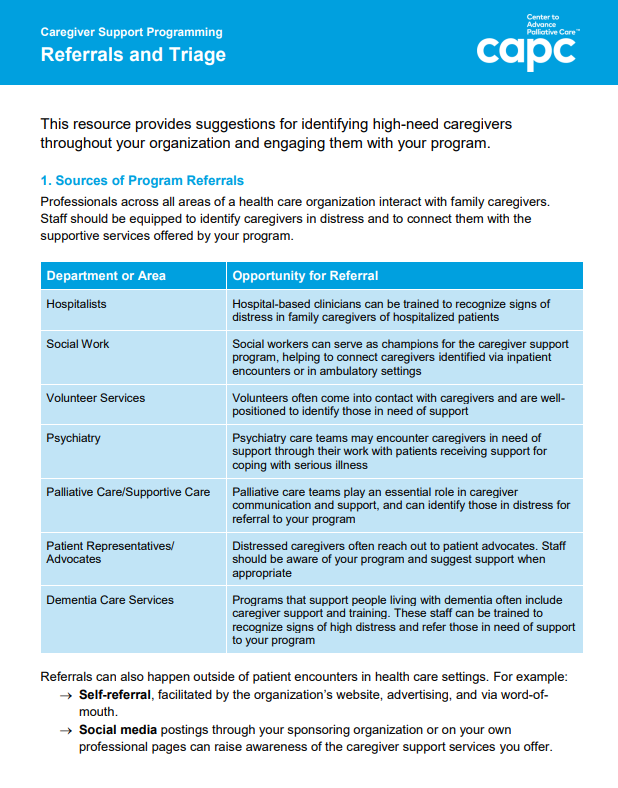 Caregiver Support Programming
Referrals and Triage
Center to
Advance
Palliative Care™
capc
This resource provides suggestions for identifying high-need caregivers
throughout your organization and engaging them with your program.
1. Sources of Program Referrals
Professionals across all areas of a health care organization interact with family caregivers.
Staff should be equipped to identify caregivers in distress and to connect them with the
supportive services offered by your program.
Department or Area
Opportunity for Referral
Hospitalists
Hospital-based clinicians can be trained to recognize signs of
distress in family caregivers of hospitalized patients
Social Work
Social workers can serve as champions for the caregiver support
program, helping to connect caregivers identified via inpatient
encounters or in ambulatory settings
Volunteer Services
Volunteers often come into contact with caregivers and are well-
positioned to identify those in need of support
Psychiatry
Psychiatry care teams may encounter caregivers in need of
support through their work with patients receiving support for
coping with serious illness
Palliative Care/Supportive Care
Palliative care teams play an essential role in caregiver
communication and support, and can identify those in distress for
referral to your program
Patient Representatives/
Advocates
Distressed caregivers often reach out to patient advocates. Staff
should be aware of your program and suggest support when
appropriate
Dementia Care Services
Programs that support people living with dementia often include
caregiver support and training. These staff can be trained to
recognize signs of high distress and refer those in need of support
to your program
Referrals can also happen outside of patient encounters in health care settings. For example:
→ Self-referral, facilitated by the organization's website, advertising, and via word-of-
mouth.
→ Social media postings through your sponsoring organization or on your own
professional pages can raise awareness of the caregiver support services you offer.